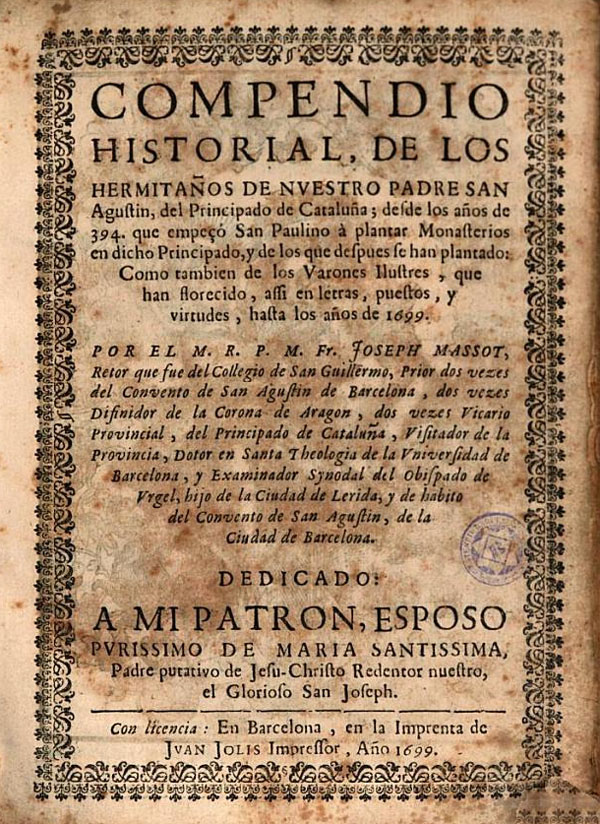 COMPENDIO
HISTORIAL, DE LOS
HERMITAÑOS DE NVESTRO PADRE SAN
Aguſtin, del Principado de Cataluña; deſde los años de
394. que empeçò San Paulino à plantar Monaſterios
en dicho Principado, y de los que deſpues ſe han plantado:
Como tambien de los Varones Iluſtres, que
han florecido, aſſi en letras, pueſtos, y
virtudes, haſta los años de 1699.
POR EL M. R. P. M. Fr. JOSEPH MASSOT,
Retor que fue del Collegio de San Guillermo, Prior dos vezes
del Convento de San Aguſtin de Barcelona, dos vezes
Difinidor de la Corona de Aragon, dos vezes Vicario
Provincial, del Principado de Cataluña, Viſitador de la
Provincia, Dotor en Santa Theologia de la Vniverſidad de
Barcelona, y Examinador Synodal del Obiſpado de
Vrgel, hijo de la Ciudad de Lerida, y de habito
del Convento de San Aguſtin, de la
Ciudad de Barcelona.
DEDICADO:
A MI PATRON, ESPOSO
PVRISSIMO DE MARIA SANTISSIMA,
Padre putativo de Jeſu-Chriſto Redentor nueſtro,
el Glorioſo San Joſeph.
Con licencia: En Barcelona, en la Imprenta de
JVAN JOLIS Impreſſor, Año 1699.